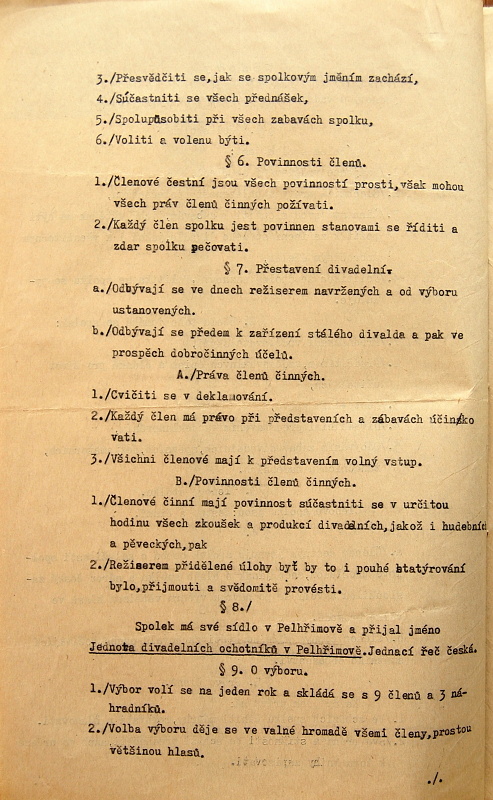 3./Přesvědčiti se,jak se spolkovým jměním zachází,
4./Súčastniti se všech přednášek,
5./Spolupůsobiti při všech zabavách spolku,
6./Voliti a volenu býti.
§ 6. Povinnosti členů.
1./Členové čestní jsou všech povinností prosti,však mohou
všech práv členů činných požívati.
2./Každý člen spolku jest povinnen stanovami se říditi a
zdar spolku pečovati.
§ 7. Přestavení divadelní.
a./Odbývají se ve dnech režiserem navržených a od výboru
ustanovených.
b./Odbývají se předem k zařízení stálého divalda a pak ve
prospěch dobročinných účelů.
A./Práva členů činných.
1./Cvičiti se v deklamování.
2./Každý člen má právo při představeních a zábavách účinko
vati.
3./Všichni členové mají k představením volný vstup.
B./Povinnosti členů činných.
1./Členové činní mají povinnost súčastniti se v určitou
hodinu všech zkoušek a produkcí divadelních,jakož i hudebních
a pěveckých,pak
2./Režiserem přidělené úlohy byť by to i pouhé statýrování
bylo,přijmouti a svědomitě provésti.
§ 8./
Spolek má své sídlo v Pelhřimově a přijal jméno
Jednota divadelních ochotníků v Pelhřimově.Jednací řeč česká.
§ 9. O výboru.
1./Výbor volí se na jeden rok a skládá se s 9 členů a 3 ná-
hradníků.
2./Volba výboru děje se ve valné hromadě všemi členy,prostou
většinou hlasů.
./.